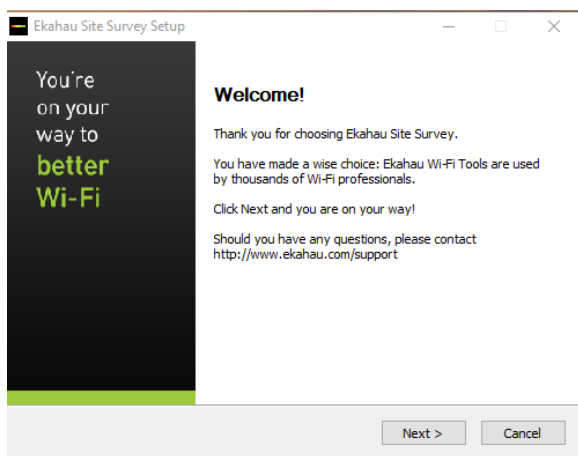 Ekahau Site Survey Setup
You're
on your
way to
better
Wi-Fi
Welcome!
Thank you for choosing Ekahau Site Survey.
You have made a wise choice: Ekahau Wi-Fi Tools are used
by thousands of Wi-Fi professionals.
Click Next and you are on your way!
Should you have any questions, please contact
http://www.ekahau.com/support
Next >
Cancel